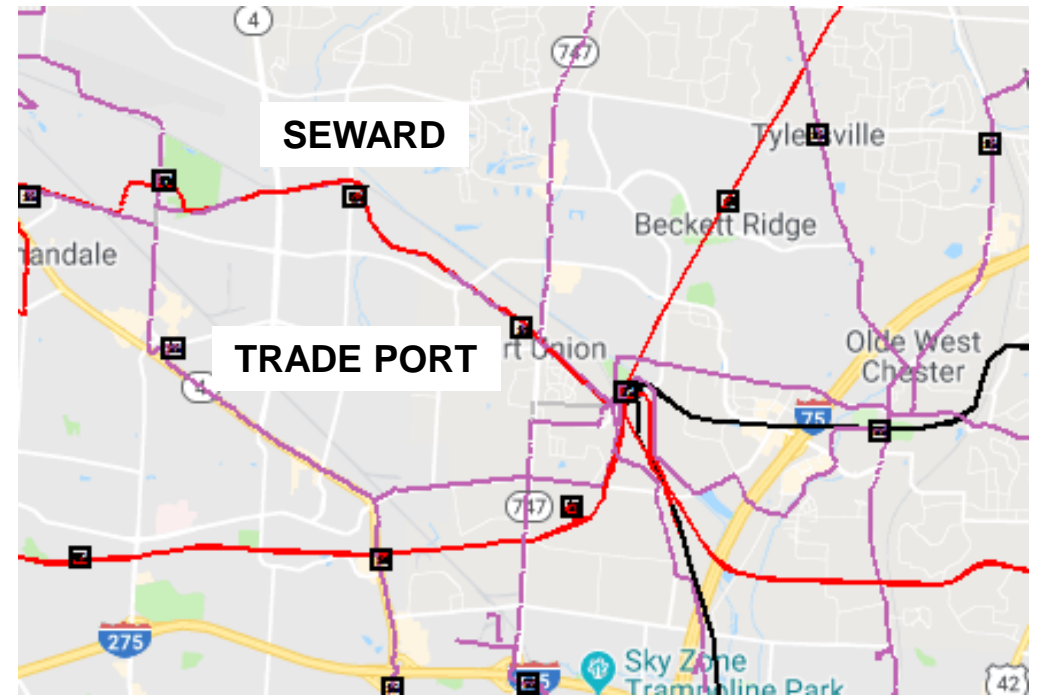 4
747
SEWARD
Tylersville
Beckett Ridge
andale
TRADE PORT
rt Union
Olde West
Chester
4
75
747
275
Sky Zone
Trampoline Park
42